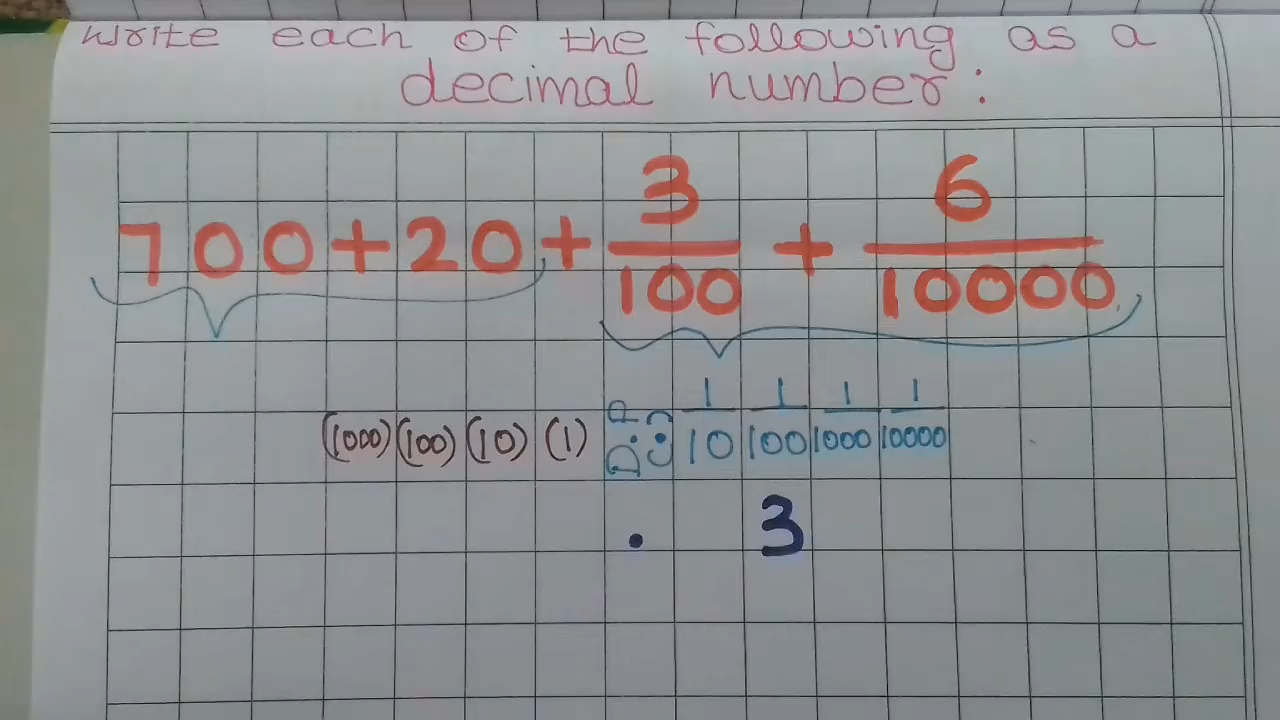 Write each of the following as a
decimal number:
700+20+3/100+6/10000
(1000) (100) (10) (1) D.P (.) 1/10 1/100 1/1000 1/10000
. 3